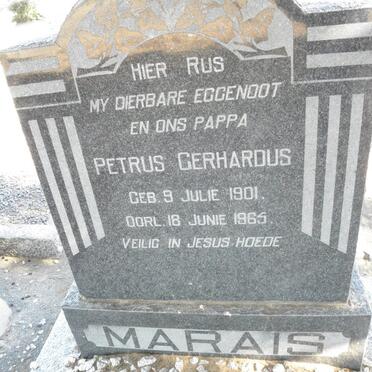 HIER RUS
MY DIERBARE EGGENOOT
EN ONS PAPPA
PETRUS GERHARDUS
GEB. 9 JULIE 1901.
OORL. 18 JUNIE 1965.
VEILIG IN JESUS HOEDE
MARAIS